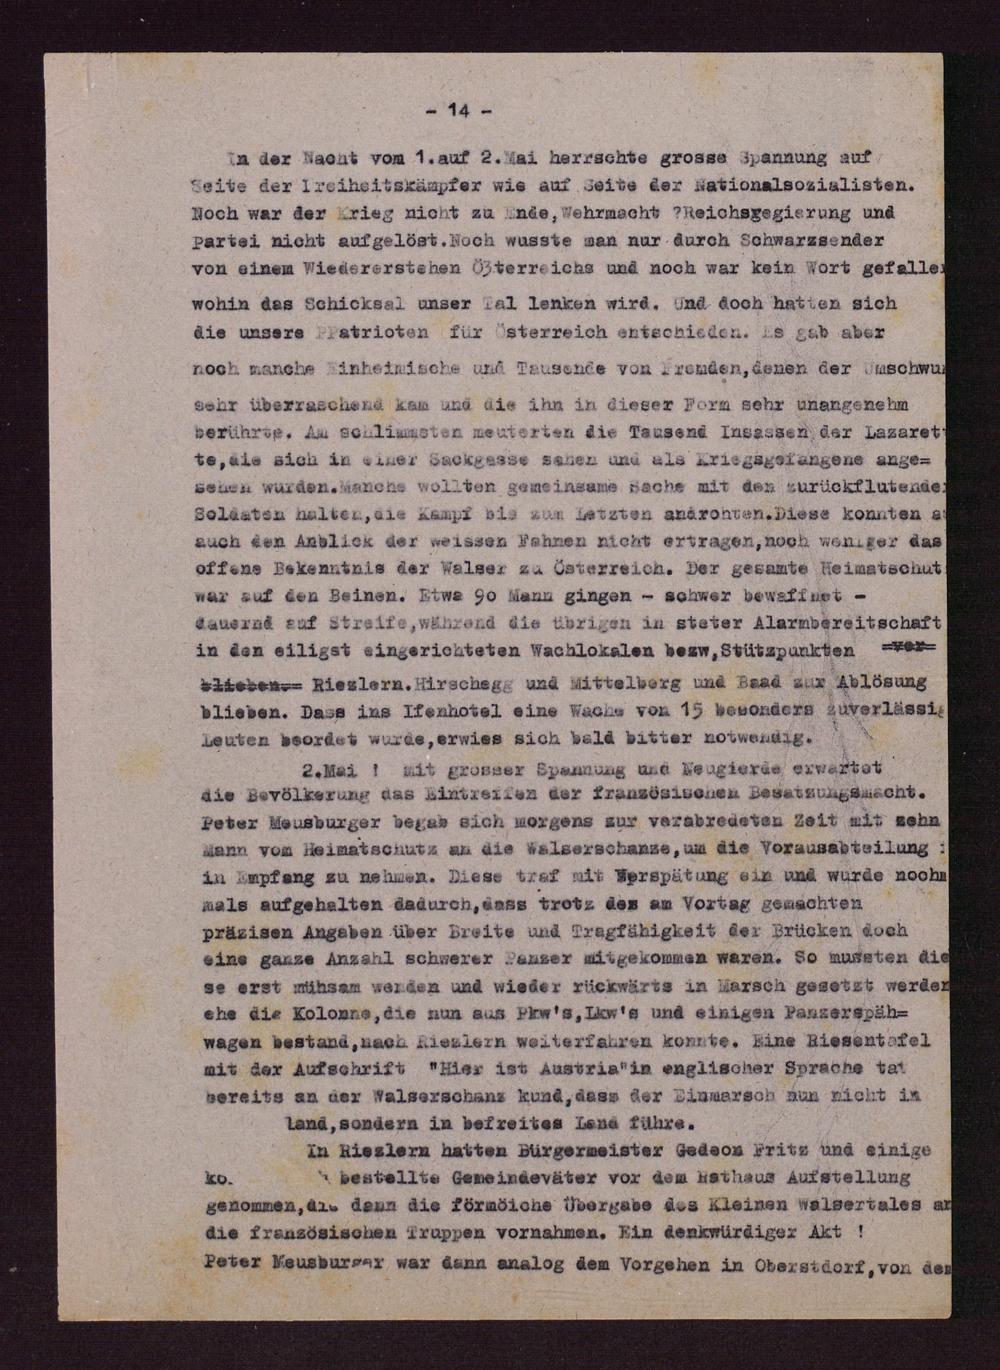 - 14 -
In der Nacht vom 1.auf 2.Mai herrschte grosse Spannung auf
Seite der Freiheitskämpfer wie auf Seite der Nationalsozialisten.
Noch war der Krieg nicht zu Ende,Wehrmacht ?Reichsgegierung und
Partei nicht aufgelöst.Noch wusste man nur durch Schwarzsender
von einem Wiedererstehen Österreichs und noch war kein Wort gefallen
wohin das Schicksal unser Tal lenken wird. Und doch hatten sich
die unsere PPatrioten für Österreich entschieden. Es gab aber
noch manche Einheimische und Tausende von Fremden,denen der Umschwun
sehr überraschend kam und die ihn in dieser Form sehr unangenehm
berührte. Am schlimmsten meuterten die Tausend Insassen der Lazaret
te,die sich in einer Sackgasse sahen und als Kriegsgefangene ange=
sehen wurden.Manche wollten gemeinsame Sache mit den zurückflutenden
Soldaten halten,die Kampf bis zum Letzten androhten.Diese konnten a
auch den Anblick der weissen Fahnen nicht ertragen,noch weniger das
offene Bekenntnis der Walser zu Österreich. Der gesamte Heimatschut
war auf den Beinen. Etwa 90 Mann gingen - schwer bewaffnet -
dauernd auf Streife,während die übrigen in steter Alarmbereitschaft
in den eiligst eingerichteten Wachlokalen bezw,Stützpunkten =ver=
blieben.= Riezlern.Hirschegg und Mittelberg und Baad zur Ablösung
blieben. Dass ins Ifenhotel eine Wache von 15 besonders zuverlässig
Leuten beordet wurde,erwies sich bald bitter notwendig.
2.Mai ! Mit grosser Spannung und Neugierde erwartet
die Bevölkerung das Eintreffen der französischen Besatzungsmacht.
Peter Meusburger begab sich morgens zur verabredeten Zeit mit zehn
Mann vom Heimatschutz an die Walserschanze,um die Vorausabteilung
in Empfang zu nehmen. Diese traf mit Verspätung ein und wurde nochm
mals aufgehalten dadurch,dass trotz des am Vortag gemachten
präzisen Angaben über Breite und Tragfähigkeit der Brücken doch
eine ganze Anzahl schwerer Panzer mitgekommen waren. So mussten die
se erst mühsam wenden und wieder rückwärts in Marsch gesetzt werden
ehe die Kolonne,die nun aus Pkw's,Lkw's und einigen Panzerspäh=
wagen bestand,nach Riezlern weiterfahren konnte. Eine Riesentafel
mit der Aufschrift "Hier ist Austria"in englischer Sprache tat
bereits an der Walserschanz kund,dass der Einmarsch nun nicht in
land,sondern in befreites Land führe.
In Riezlern hatten Bürgermeister Gedeon Fritz und einige
ko. bestellte Gemeindeväter vor dem Rathaus Aufstellung
genommen,die dann die förmöiche Übergabe des Kleinen Walsertales an
die französischen Truppen vornahmen. Ein denkwürdiger Akt !
Peter Meusburger war dann analog dem Vorgehen in Oberstdorf,von den